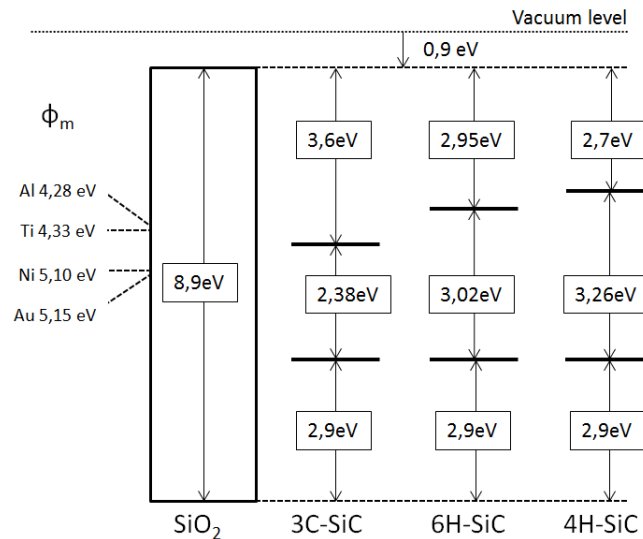 Vacuum level
0,9 eV
ϕm
3,6eV
2,95eV
2,7eV
Al 4,28 eV
Ti 4,33 eV
Ni 5,10 eV
Au 5,15 eV
8,9eV
2,38eV
3,02eV
3,26eV
2,9eV
2,9eV
2,9eV
SiO2
3C-SiC
6H-SiC
4H-SiC